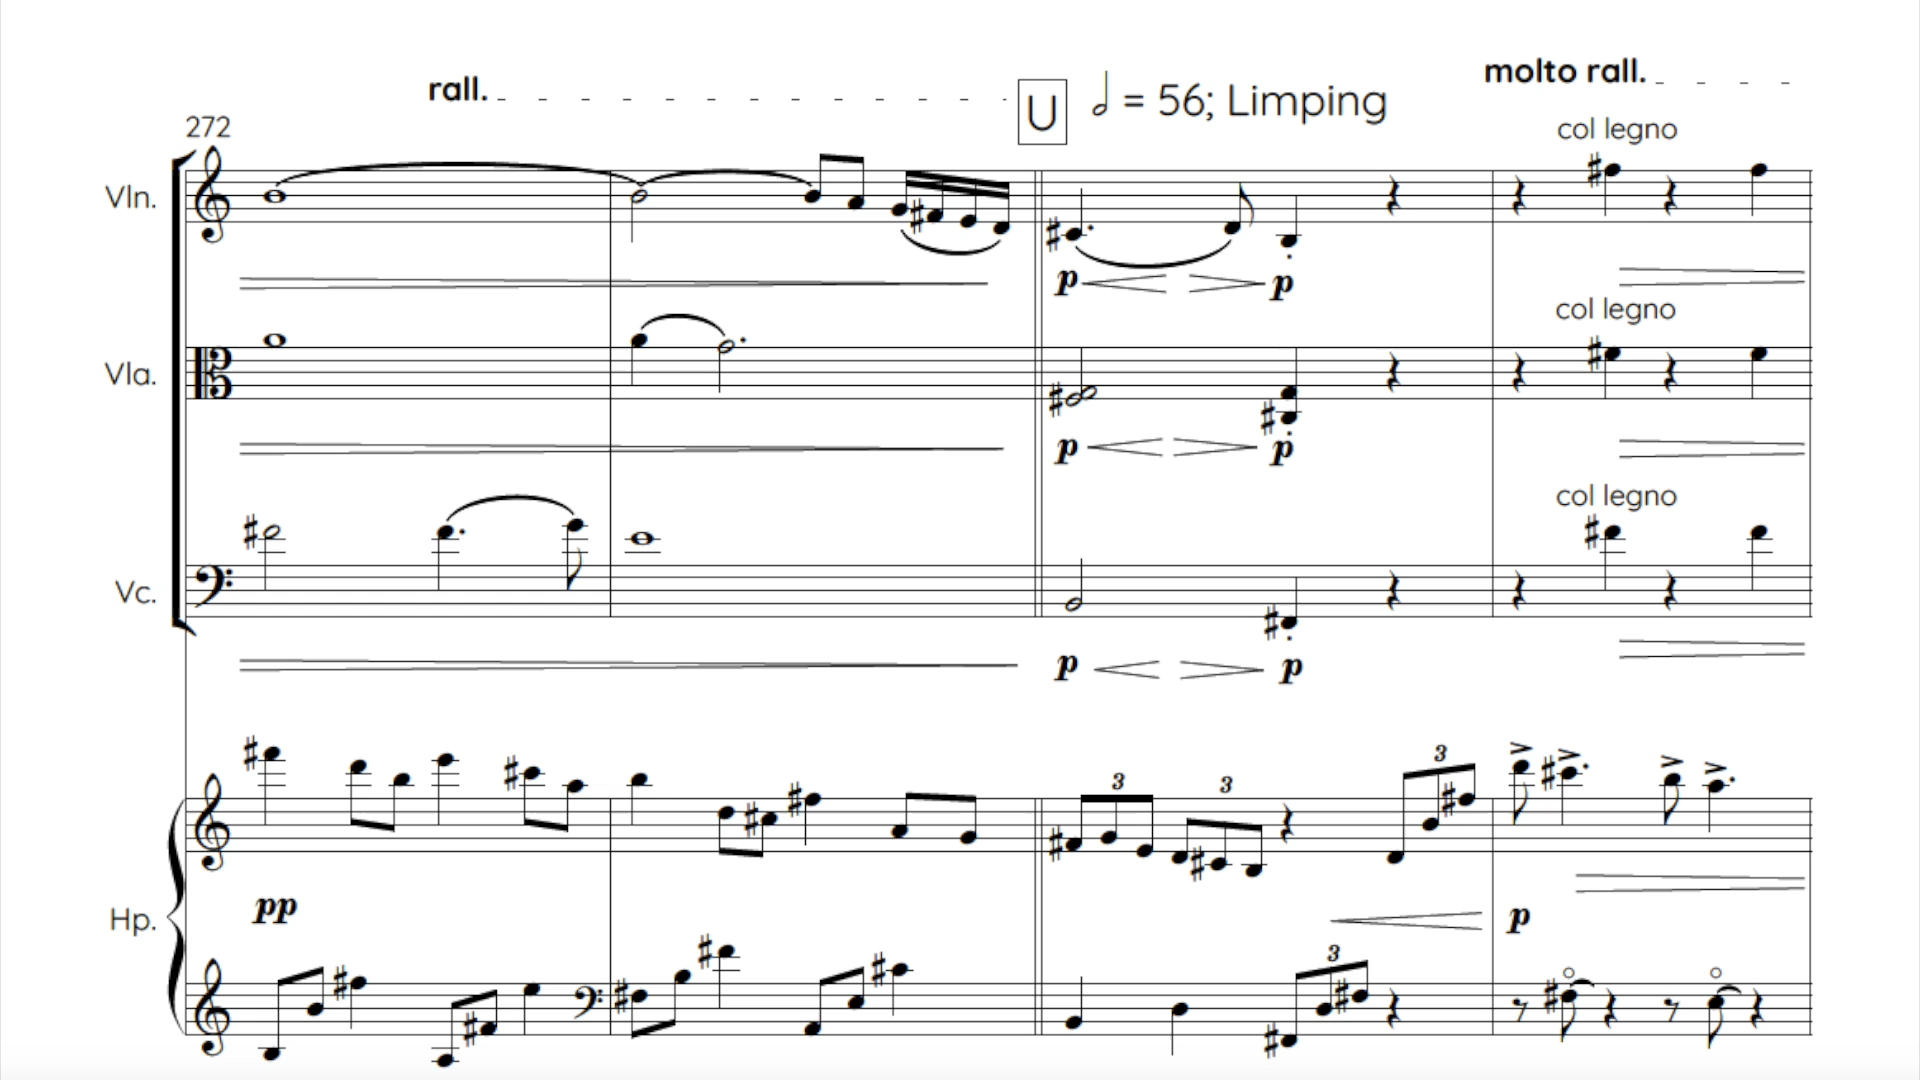 rall.
U = 56; Limping
molto rall.
272
col legno
Vln.
p p
col legno
Vla.
p p
col legno
Vc.
p p
3 3 3
Hp.
pp p
3